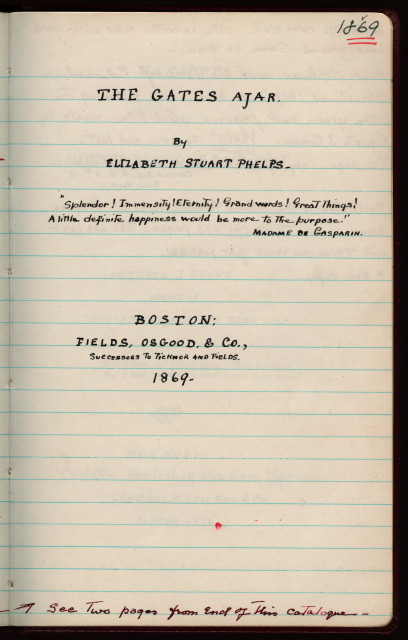 1869
THE GATES AJAR.
By
ELIZABETH STUART PHELPS.
"Splendor! Immensity! Eternity! Grand words! Great Things!
A little definite happiness would be more to the purpose."
MADAME DE GASPARIN.
BOSTON:
FIELDS, OSGOOD, & CO.,
SUCCESSORS TO TICKNOR AND FIELDS.
1869.
See Two pages from End of This catalogue.